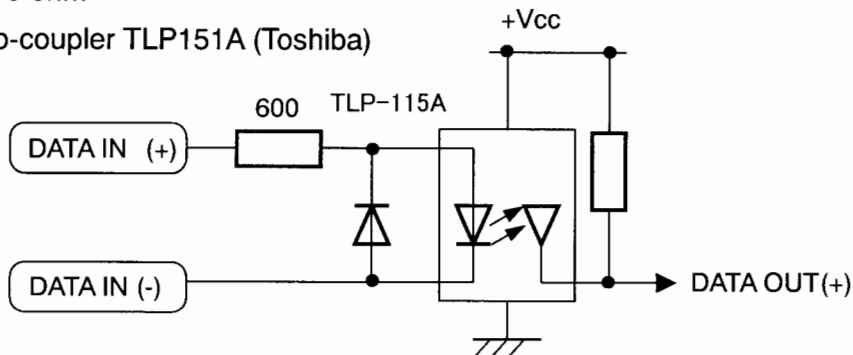 +Vcc
o-coupler TLP151A (Toshiba)
600 TLP-115A
DATA IN (+)
DATA IN (-)
DATA OUT(+)